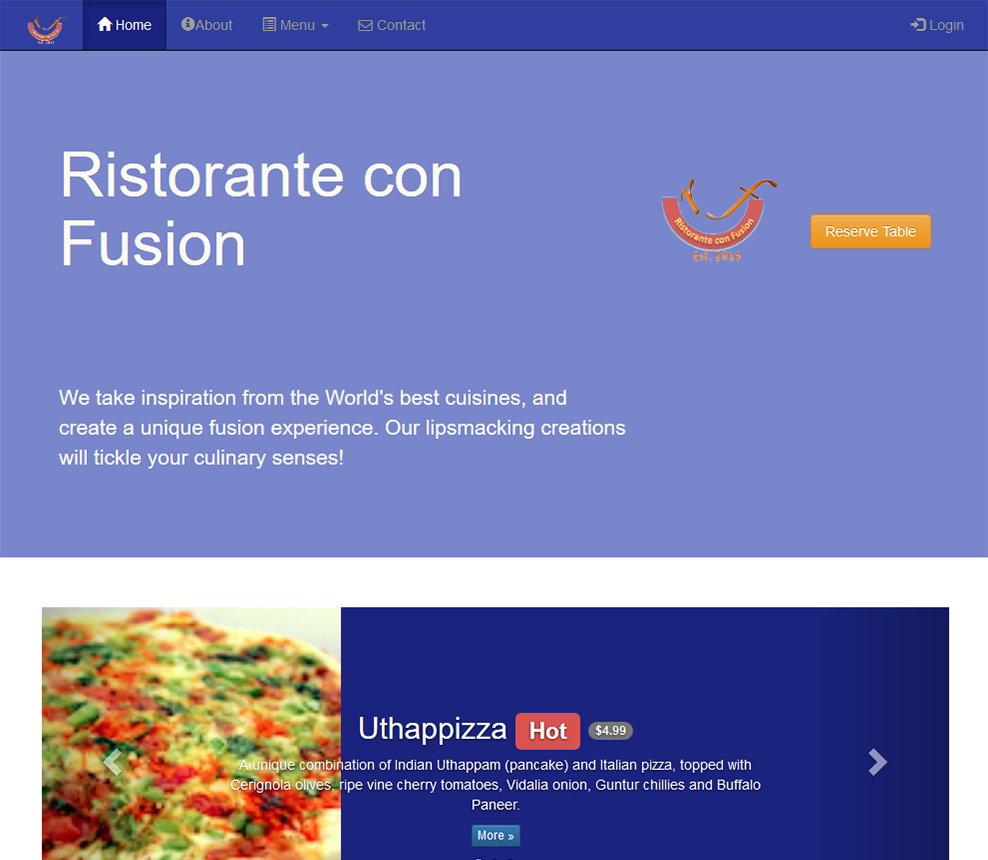 Home About Menu Contact Login
Ristorante con
Fusion
Ristorante con Fusion
Reserve Table
We take inspiration from the World's best cuisines, and
create a unique fusion experience. Our lipsmacking creations
will tickle your culinary senses!
Uthappizza Hot $4.99
A unique combination of Indian Uthappam (pancake) and Italian pizza, topped with
Cerignola olives, ripe vine cherry tomatoes, Vidalia onion, Guntur chillies and Buffalo
Paneer.
More »